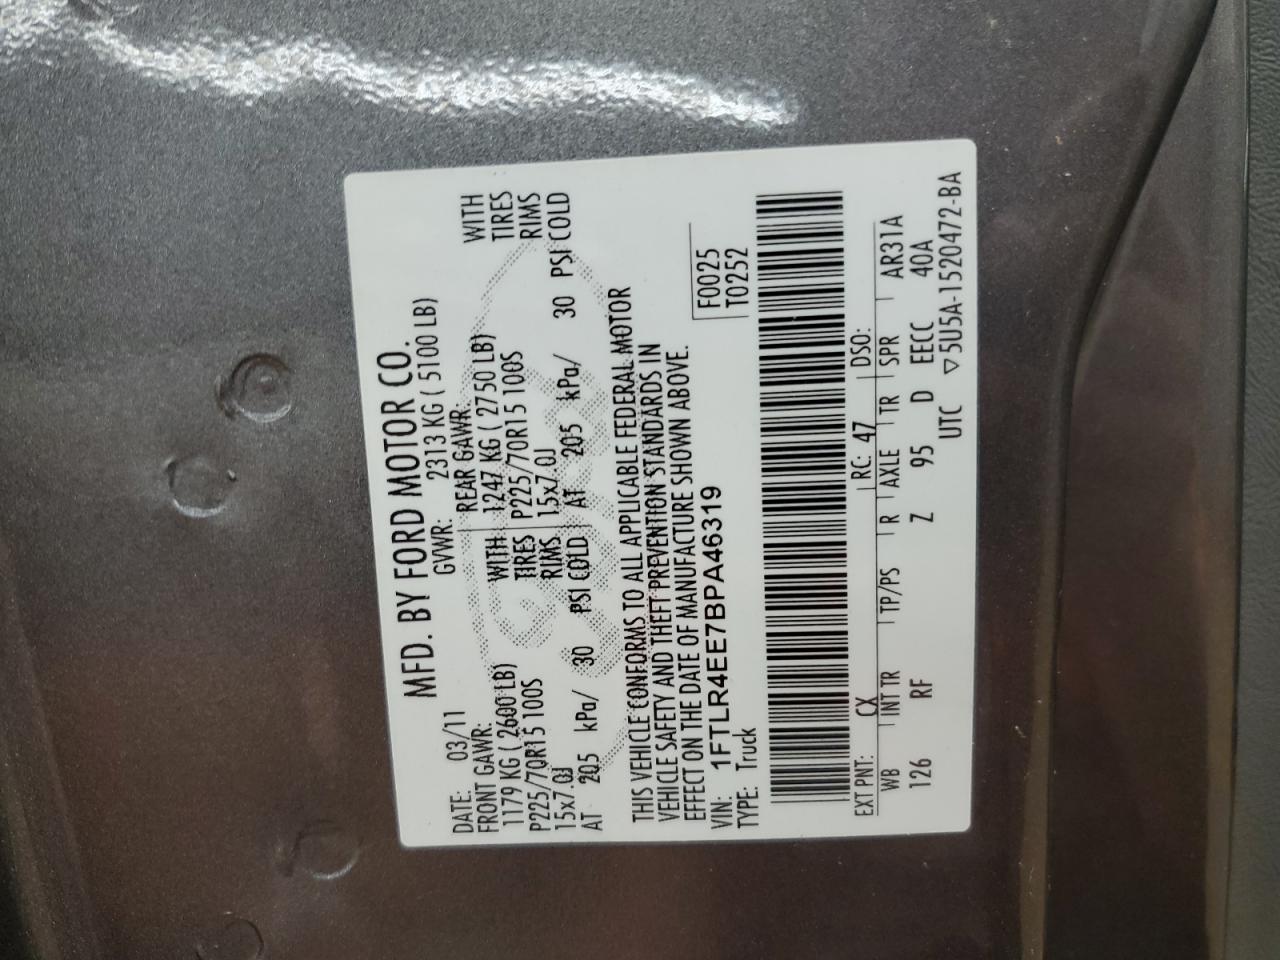 MFD. BY FORD MOTOR CO.
DATE: 03/11 GVWR: 2313 KG ( 5100 LB)
FRONT GAWR: REAR GAWR:
1179 KG ( 2600 LB) WITH 1247 KG ( 2750 LB) WITH
P225/70R15 100S TIRES P225/70R15 100S TIRES
15x7.0J RIMS 15x7.0J RIMS
AT 205 kPa/ 30 PSI COLD AT 205 kPa/ 30 PSI COLD
THIS VEHICLE CONFORMS TO ALL APPLICABLE FEDERAL MOTOR
VEHICLE SAFETY AND THEFT PREVENTION STANDARDS IN
EFFECT ON THE DATE OF MANUFACTURE SHOWN ABOVE.
VIN: 1FTLR4EE7BPA46319 F0025
TYPE: Truck T0252
EXT PNT: CX RC: 47 DSO:
WB INT TR TP/PS R AXLE TR SPR AR31A
126 RF Z 95 D EECC 40A
UTC ▽5U5A-1520472-BA